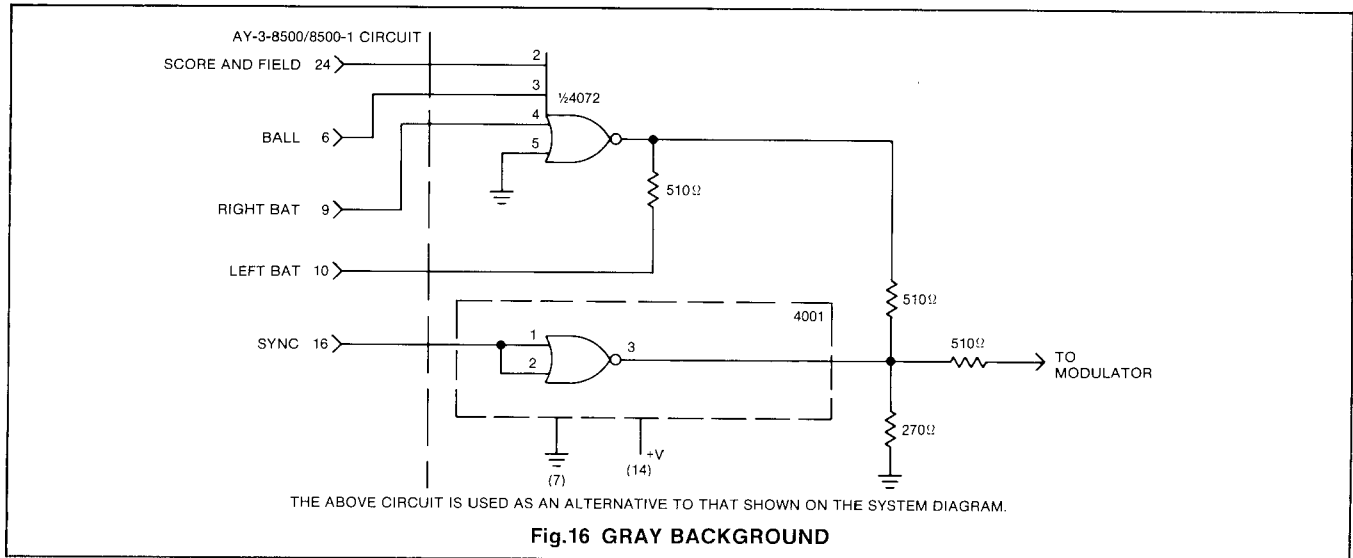 AY-3-8500/8500-1 CIRCUIT
SCORE AND FIELD 24
2
3
½4072
BALL 6
4
5
510Ω
RIGHT BAT 9
LEFT BAT 10
510Ω
4001
SYNC 16
1
2
3
510Ω
TO
MODULATOR
270Ω
+V
(7)
(14)
THE ABOVE CIRCUIT IS USED AS AN ALTERNATIVE TO THAT SHOWN ON THE SYSTEM DIAGRAM.
Fig.16 GRAY BACKGROUND